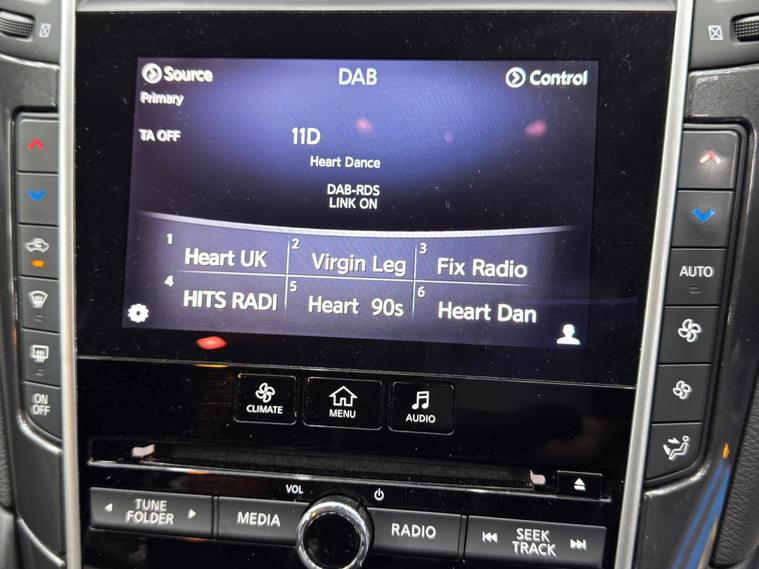 Source DAB Control
Primary
TA OFF 11D
Heart Dance
DAB-RDS
LINK ON
1 Heart UK 2 Virgin Leg 3 Fix Radio
4 HITS RADI 5 Heart 90s 6 Heart Dan
AUTO
ON
OFF
CLIMATE MENU AUDIO
VOL
TUNE
FOLDER
MEDIA
RADIO
SEEK
TRACK